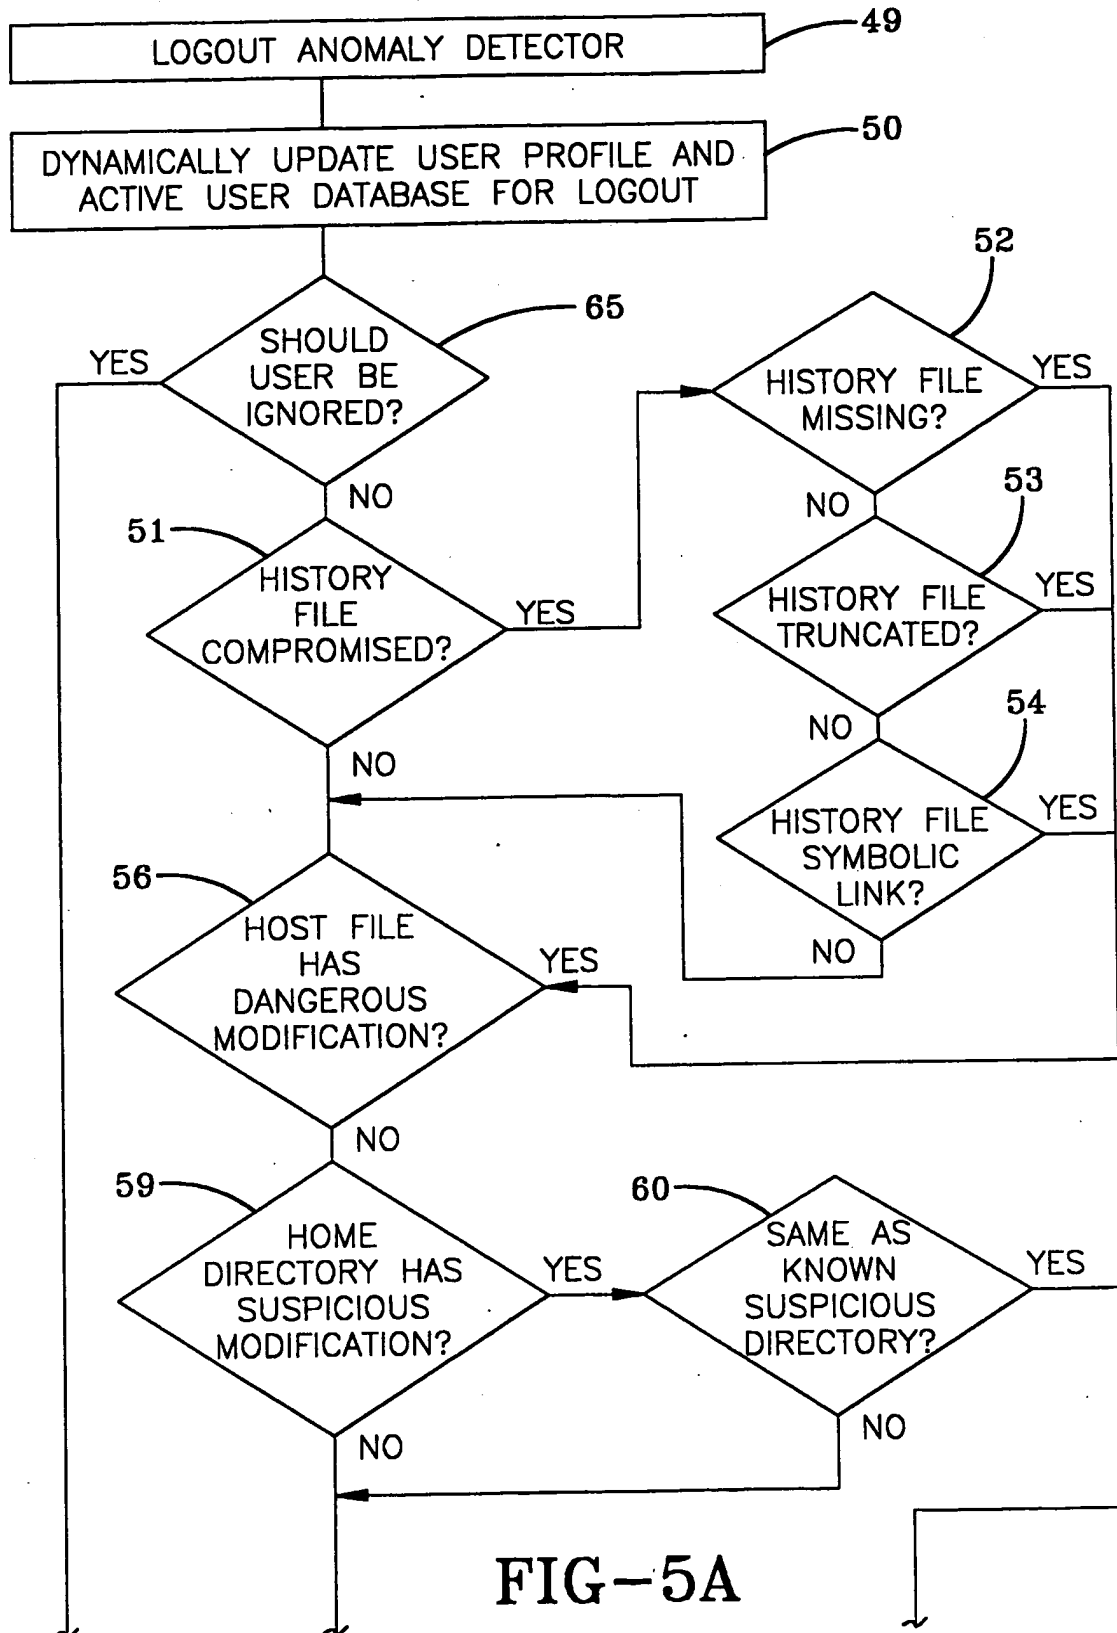 LOGOUT ANOMALY DETECTOR
49
DYNAMICALLY UPDATE USER PROFILE AND
ACTIVE USER DATABASE FOR LOGOUT
50
SHOULD
USER BE
IGNORED?
65
YES
NO
HISTORY
FILE
COMPROMISED?
51
YES
NO
HISTORY FILE
MISSING?
52
YES
NO
HISTORY FILE
TRUNCATED?
53
YES
NO
HISTORY FILE
SYMBOLIC
LINK?
54
YES
NO
HOST FILE
HAS
DANGEROUS
MODIFICATION?
56
YES
NO
HOME
DIRECTORY HAS
SUSPICIOUS
MODIFICATION?
59
YES
NO
SAME AS
KNOWN
SUSPICIOUS
DIRECTORY?
60
YES
NO
FIG-5A